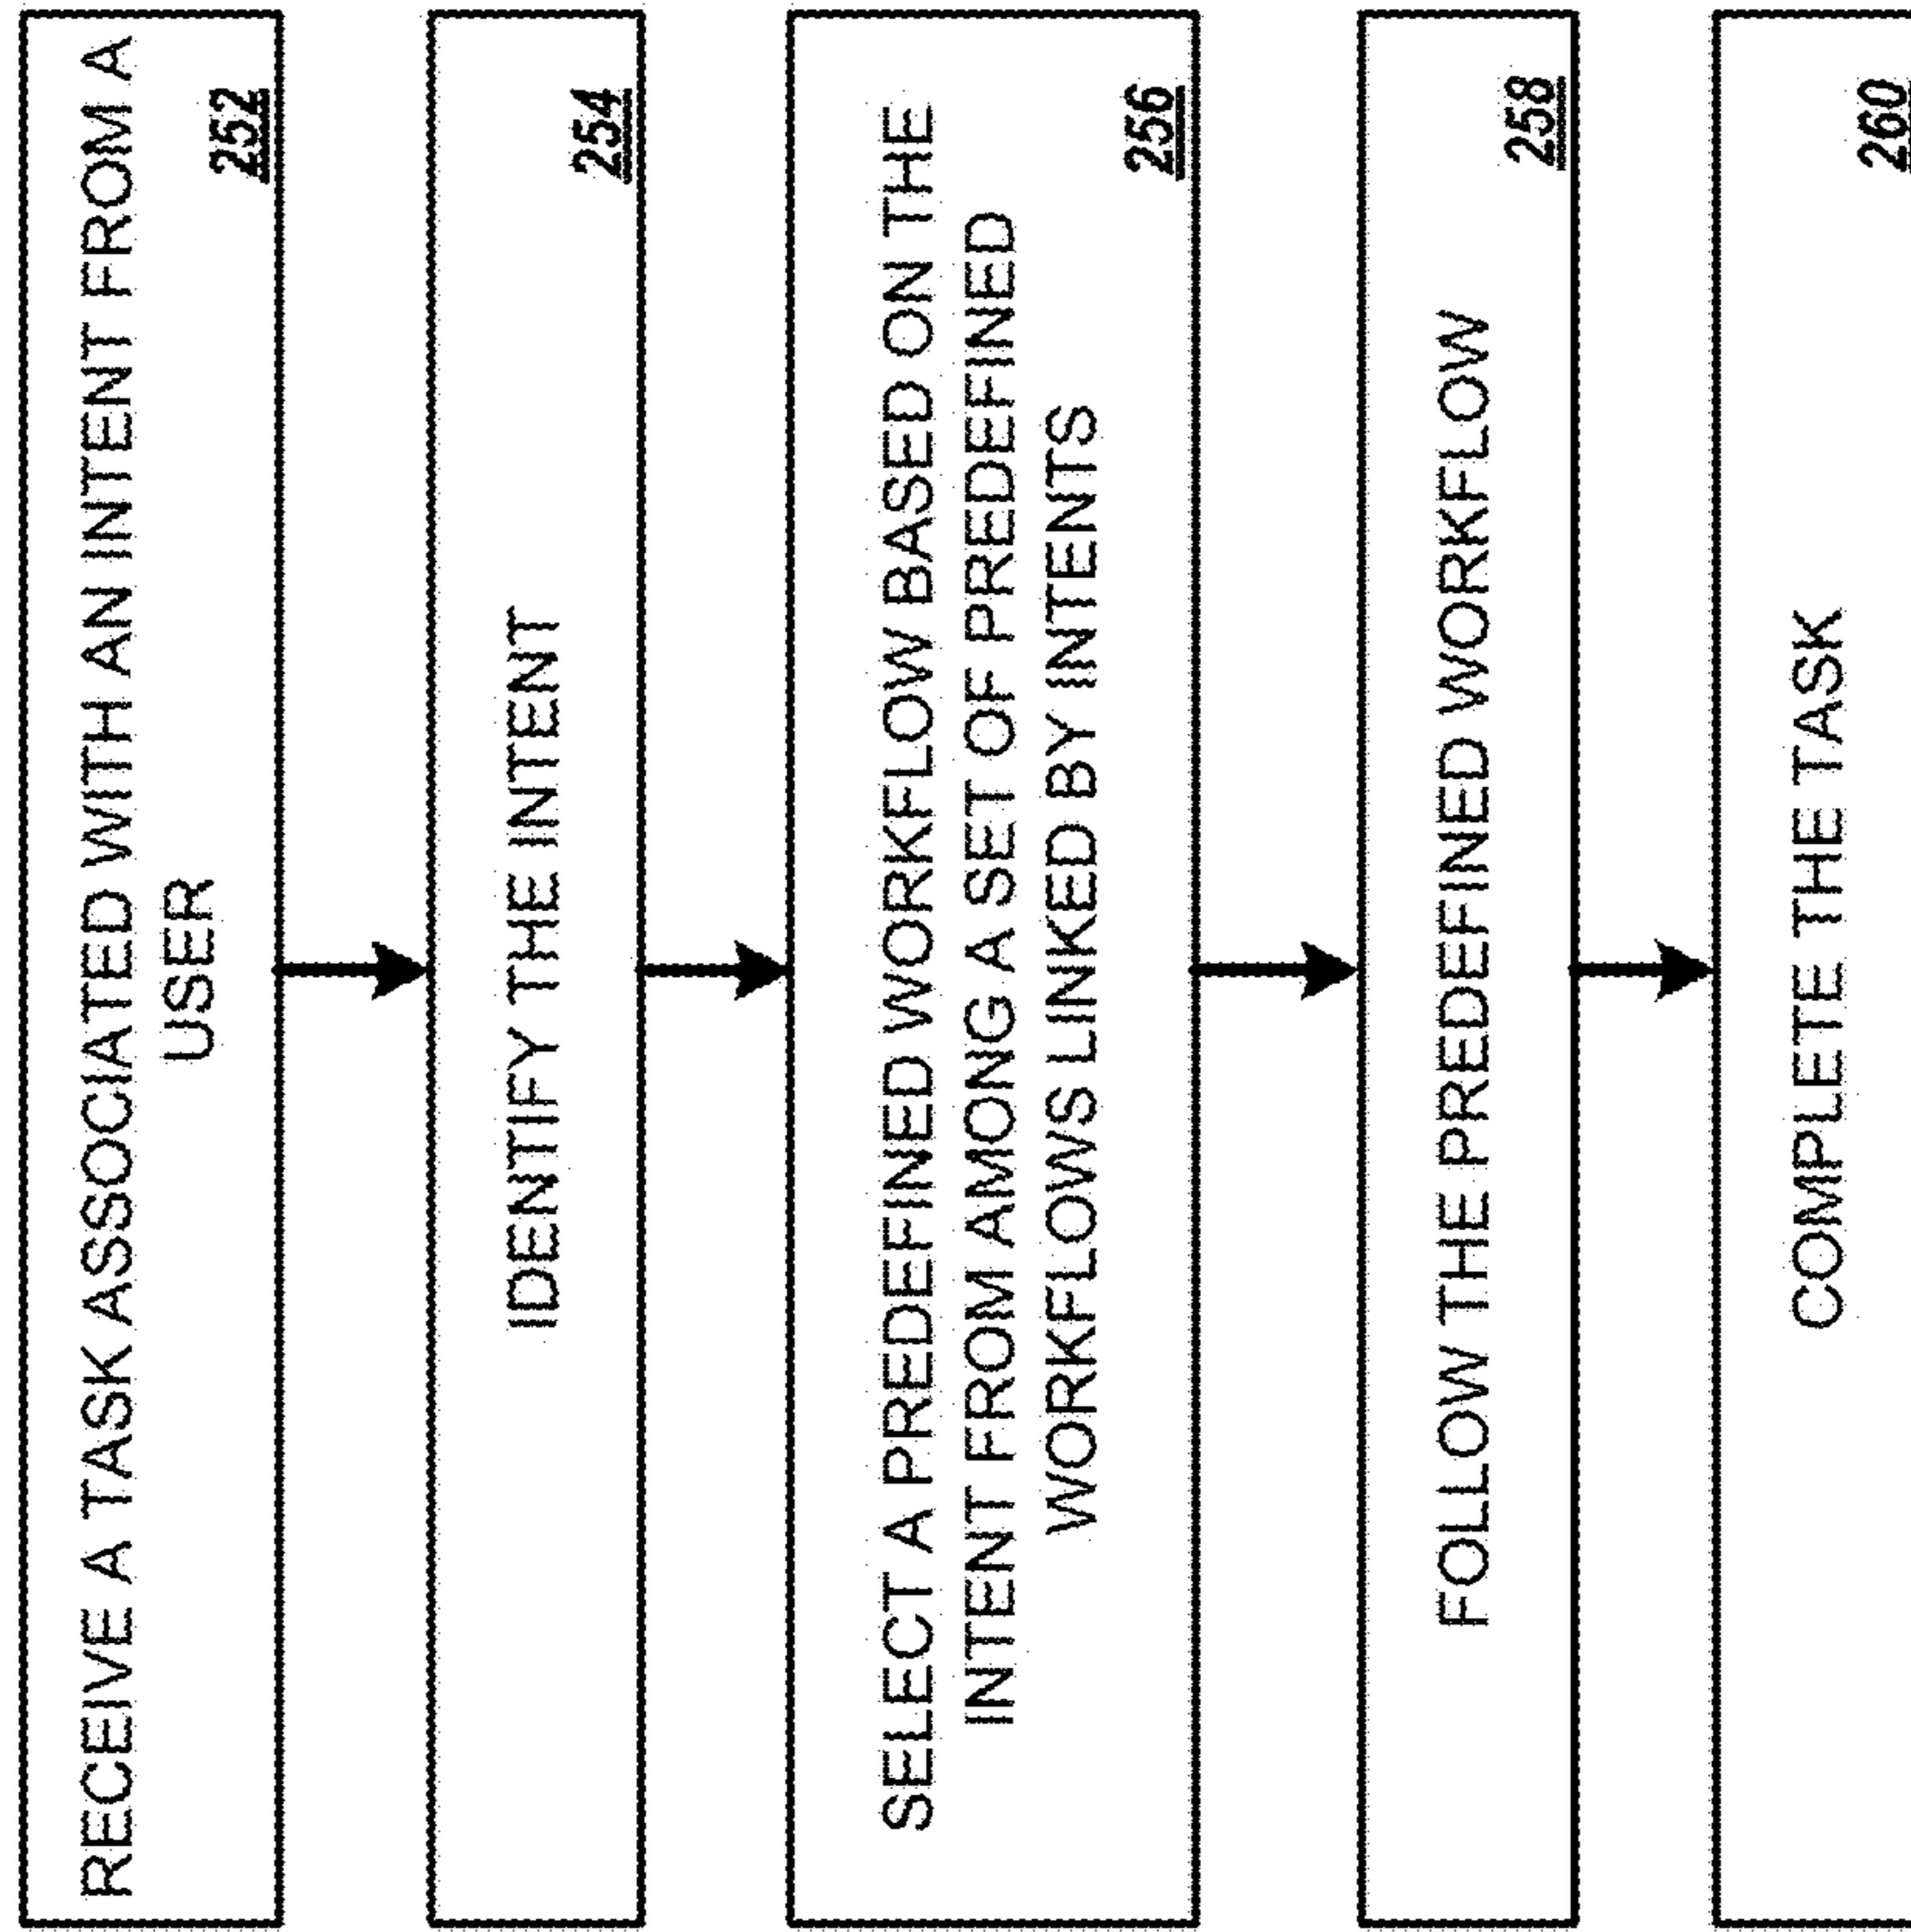 RECEIVE A TASK ASSOCIATED WITH AN INTENT FROM A
USER
252
IDENTIFY THE INTENT
254
SELECT A PREDEFINED WORKFLOW BASED ON THE
INTENT FROM AMONG A SET OF PREDEFINED
WORKFLOWS LINKED BY INTENTS
256
FOLLOW THE PREDEFINED WORKFLOW
258
COMPLETE THE TASK
260